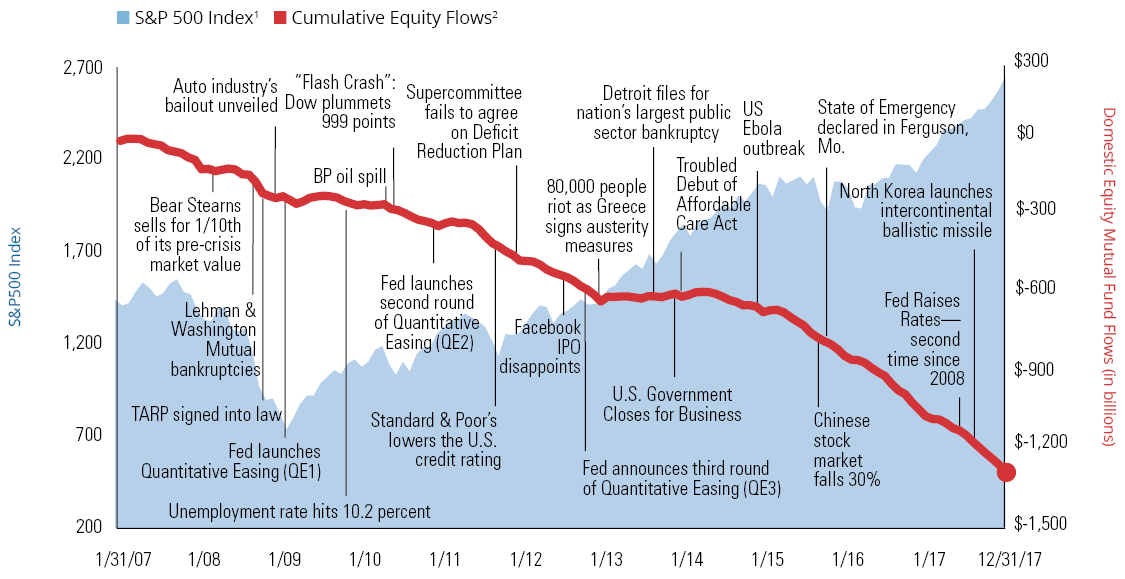 S&P 500 Index¹
Cumulative Equity Flows²
S&P500 Index
2,700
2,200
1,700
1,200
700
200
$300
$0
$-300
$-600
$-900
$-1,200
$-1,500
Domestic Equity Mutual Fund Flows (in billions)
Auto industry’s
bailout unveiled
“Flash Crash”:
Dow plummets
999 points
Supercommittee
fails to agree
on Deficit
Reduction Plan
Detroit files for
nation’s largest public
sector bankruptcy
US
Ebola
outbreak
State of Emergency
declared in Ferguson,
Mo.
BP oil spill
Troubled
Debut of
Affordable
Care Act
80,000 people
riot as Greece
signs austerity
measures
North Korea launches
intercontinental
ballistic missile
Bear Stearns
sells for 1/10th
of its pre-crisis
market value
Lehman &
Washington
Mutual
bankruptcies
Fed launches
second round
of Quantitative
Easing (QE2)
Facebook
IPO
disappoints
Fed Raises
Rates—
second
time since
2008
TARP signed into law
Fed launches
Quantitative Easing (QE1)
Standard & Poor’s
lowers the U.S.
credit rating
U.S. Government
Closes for Business
Chinese
stock
market
falls 30%
Fed announces third round
of Quantitative Easing (QE3)
Unemployment rate hits 10.2 percent
1/31/07
1/08
1/09
1/10
1/11
1/12
1/13
1/14
1/15
1/16
1/17
12/31/17